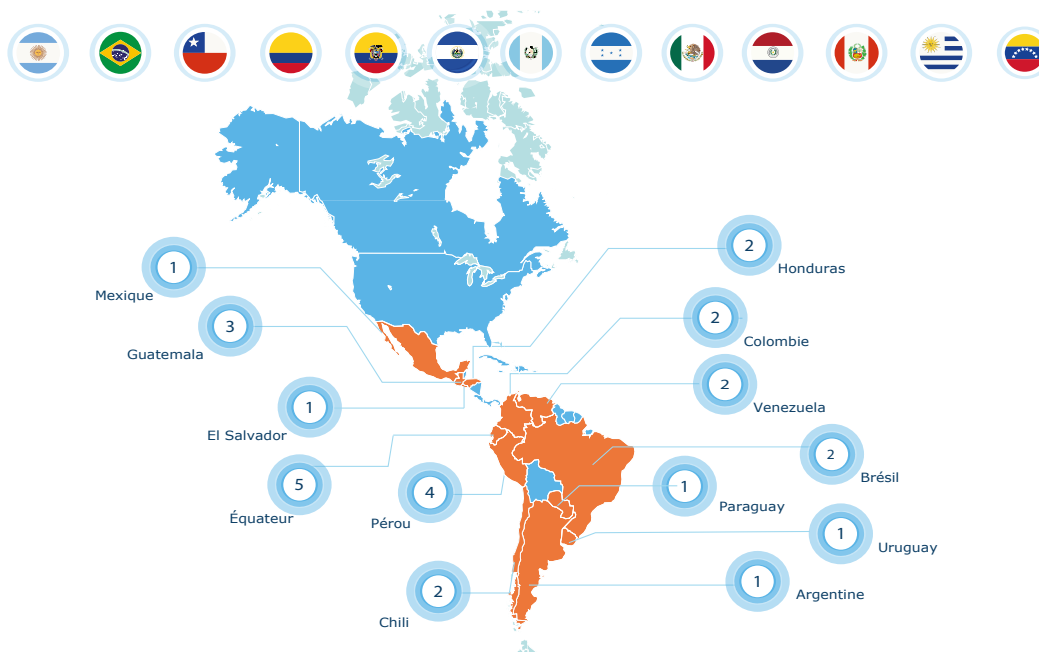 2
Honduras
1
Mexique
3
Guatemala
2
Colombie
2
Venezuela
1
El Salvador
2
Brésil
5
Équateur
4
Pérou
1
Paraguay
1
Uruguay
1
Argentine
2
Chili